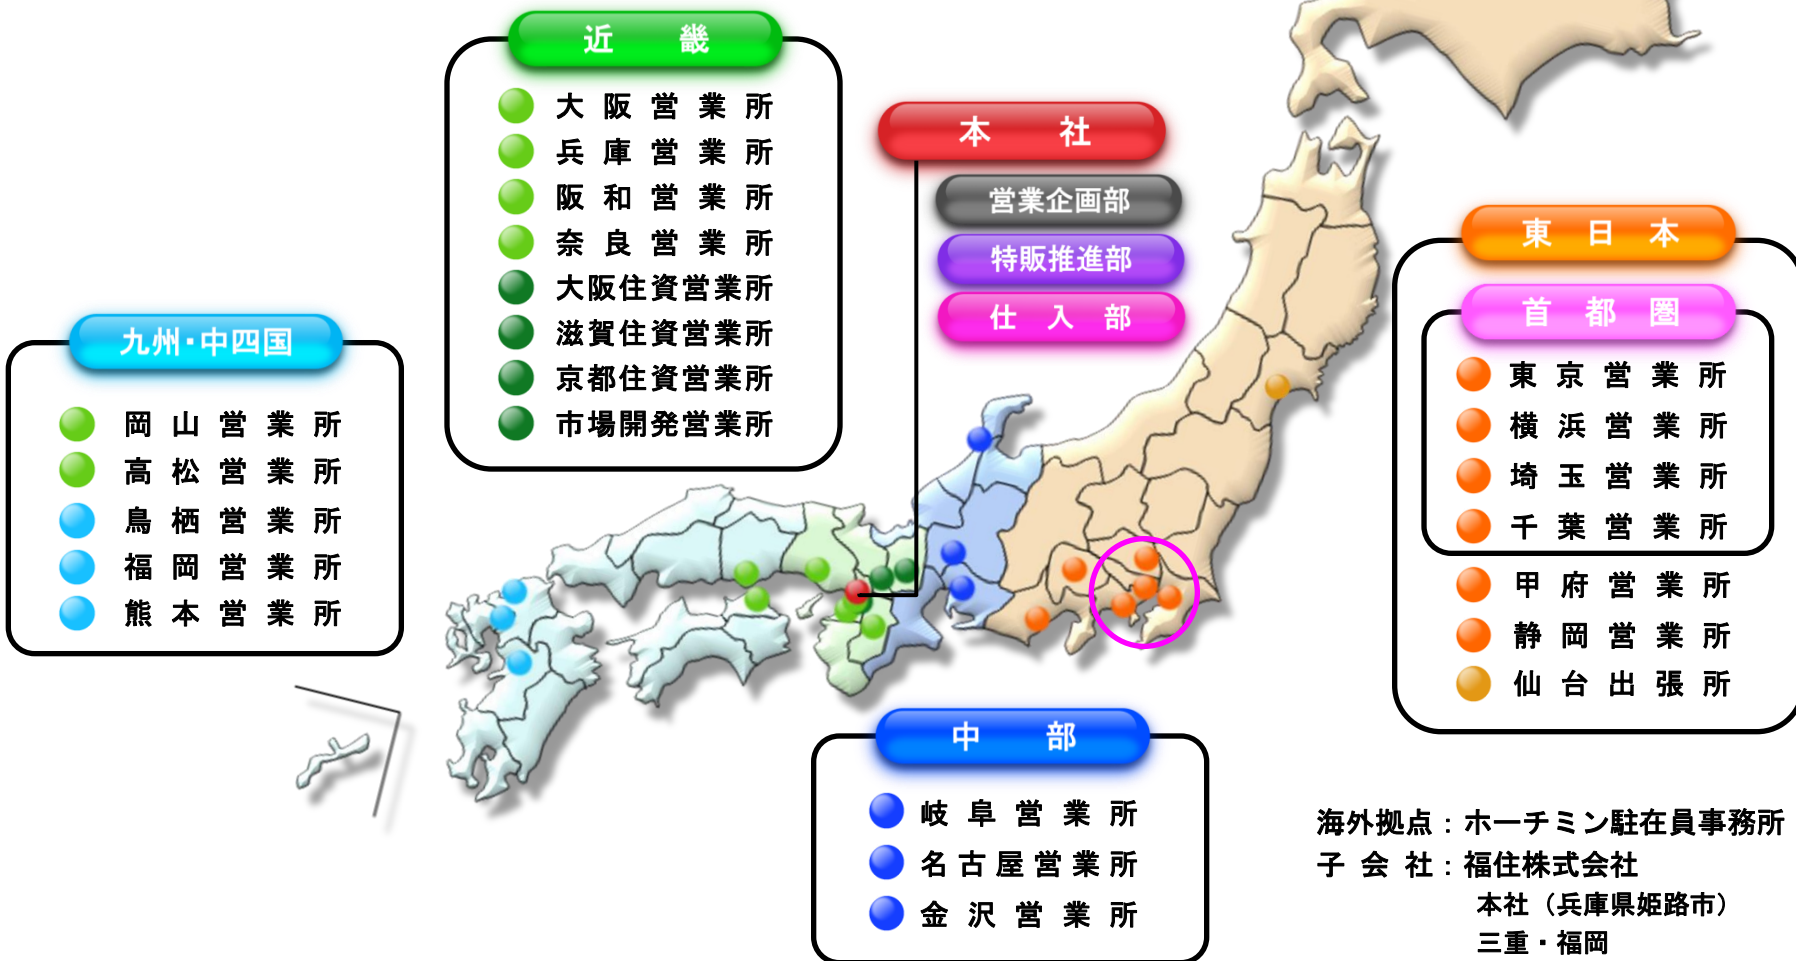 近畿
大阪営業所
兵庫営業所
阪和営業所
奈良営業所
大阪住資営業所
滋賀住資営業所
京都住資営業所
市場開発営業所
本社
営業企画部
特販推進部
仕入部
東日本
首都圏
東京営業所
横浜営業所
埼玉営業所
千葉営業所
甲府営業所
静岡営業所
仙台出張所
九州・中四国
岡山営業所
高松営業所
鳥栖営業所
福岡営業所
熊本営業所
中部
岐阜営業所
名古屋営業所
金沢営業所
海外拠点：ホーチミン駐在員事務所
子会社：福住株式会社
本社（兵庫県姫路市）
三重・福岡